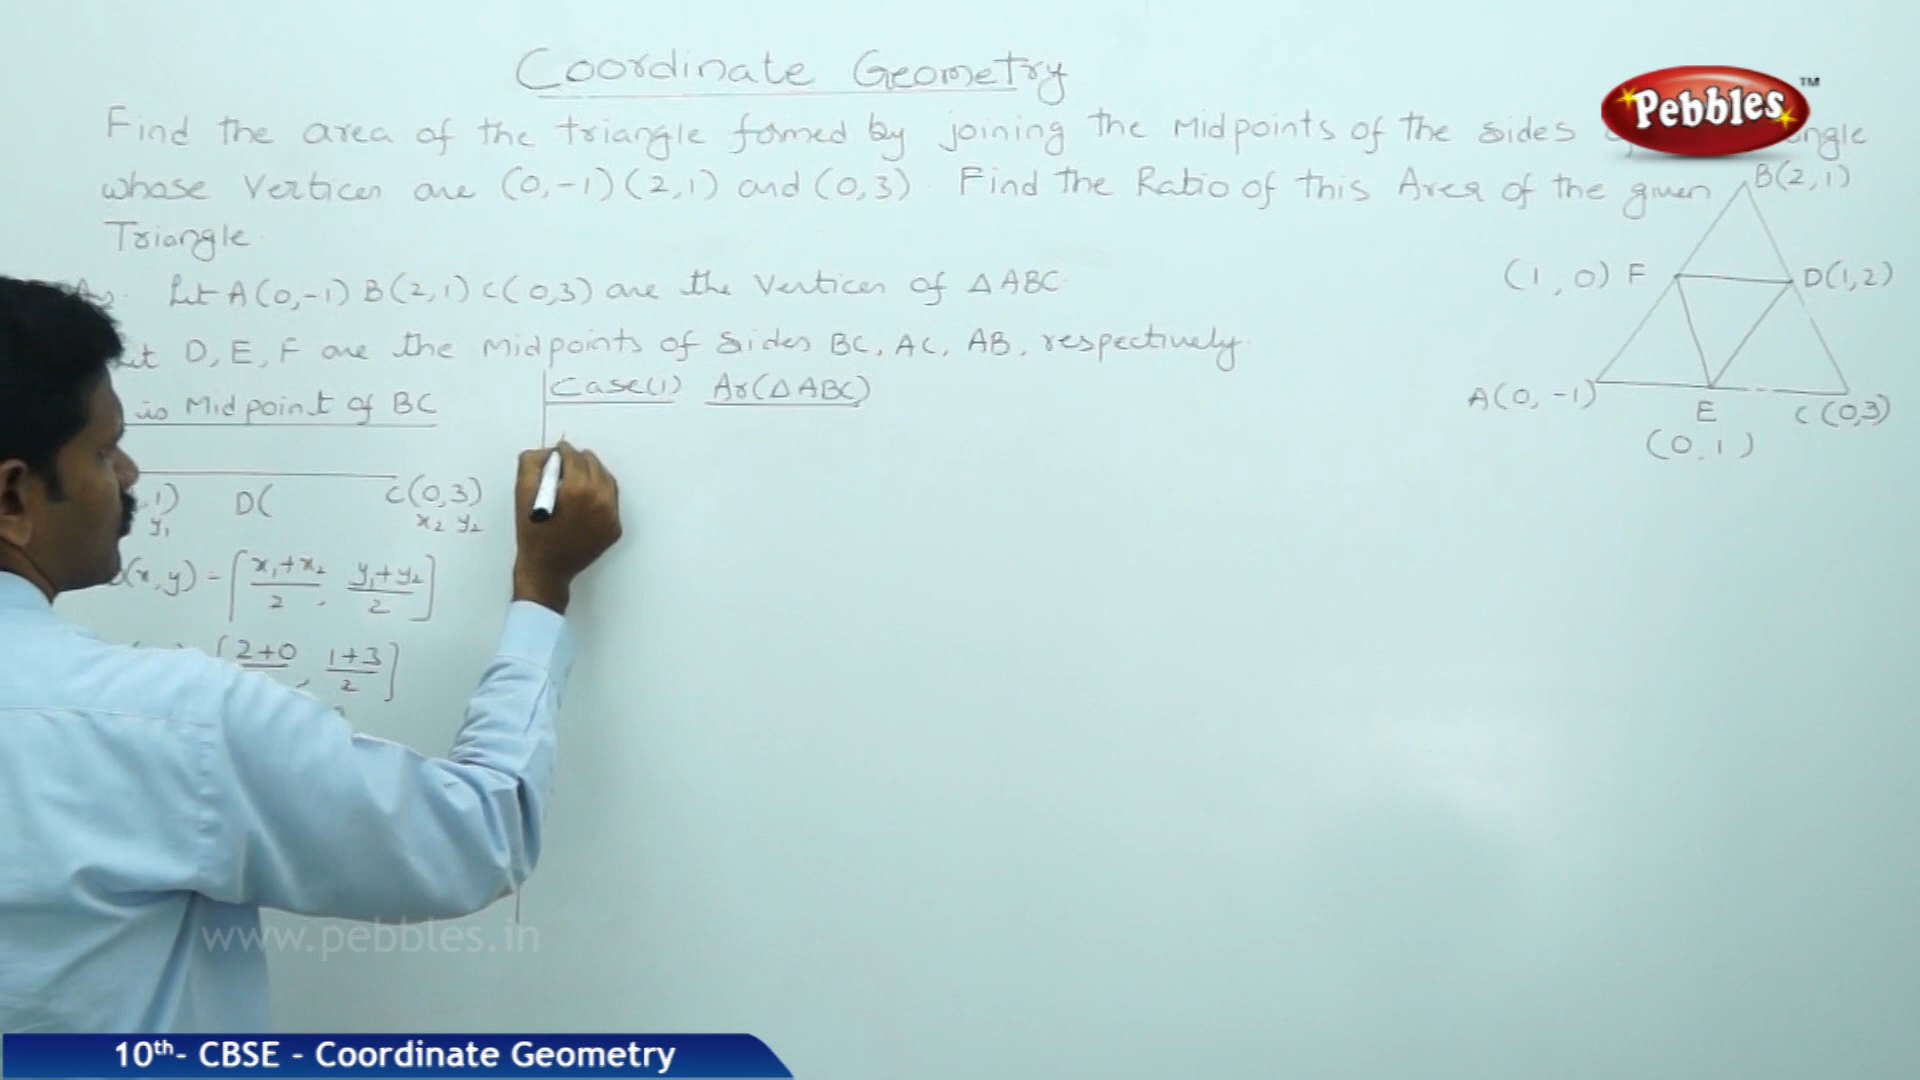 Coordinate Geometry
Pebbles™
Find the area of the triangle formed by joining the Midpoints of the sides
whose Vertices are (0,-1) (2,1) and (0,3). Find the Ratio of this Area of the given
Triangle.
Let A(0,-1) B(2,1) C(0,3) are the Vertices of ΔABC
D, E, F are the Midpoints of sides BC, AC, AB, respectively.
is Midpoint of BC
D( C(0,3)
y₁ x₂ y₂
(x,y) = [x₁+x₂/2, y₁+y₂/2]
[2+0, 1+3/2]
Case(i) Ar(ΔABC)
B(2,1)
(1,0) F D(1,2)
A(0,-1) E C(0,3)
(0,1)
www.pebbles.in
10th- CBSE - Coordinate Geometry